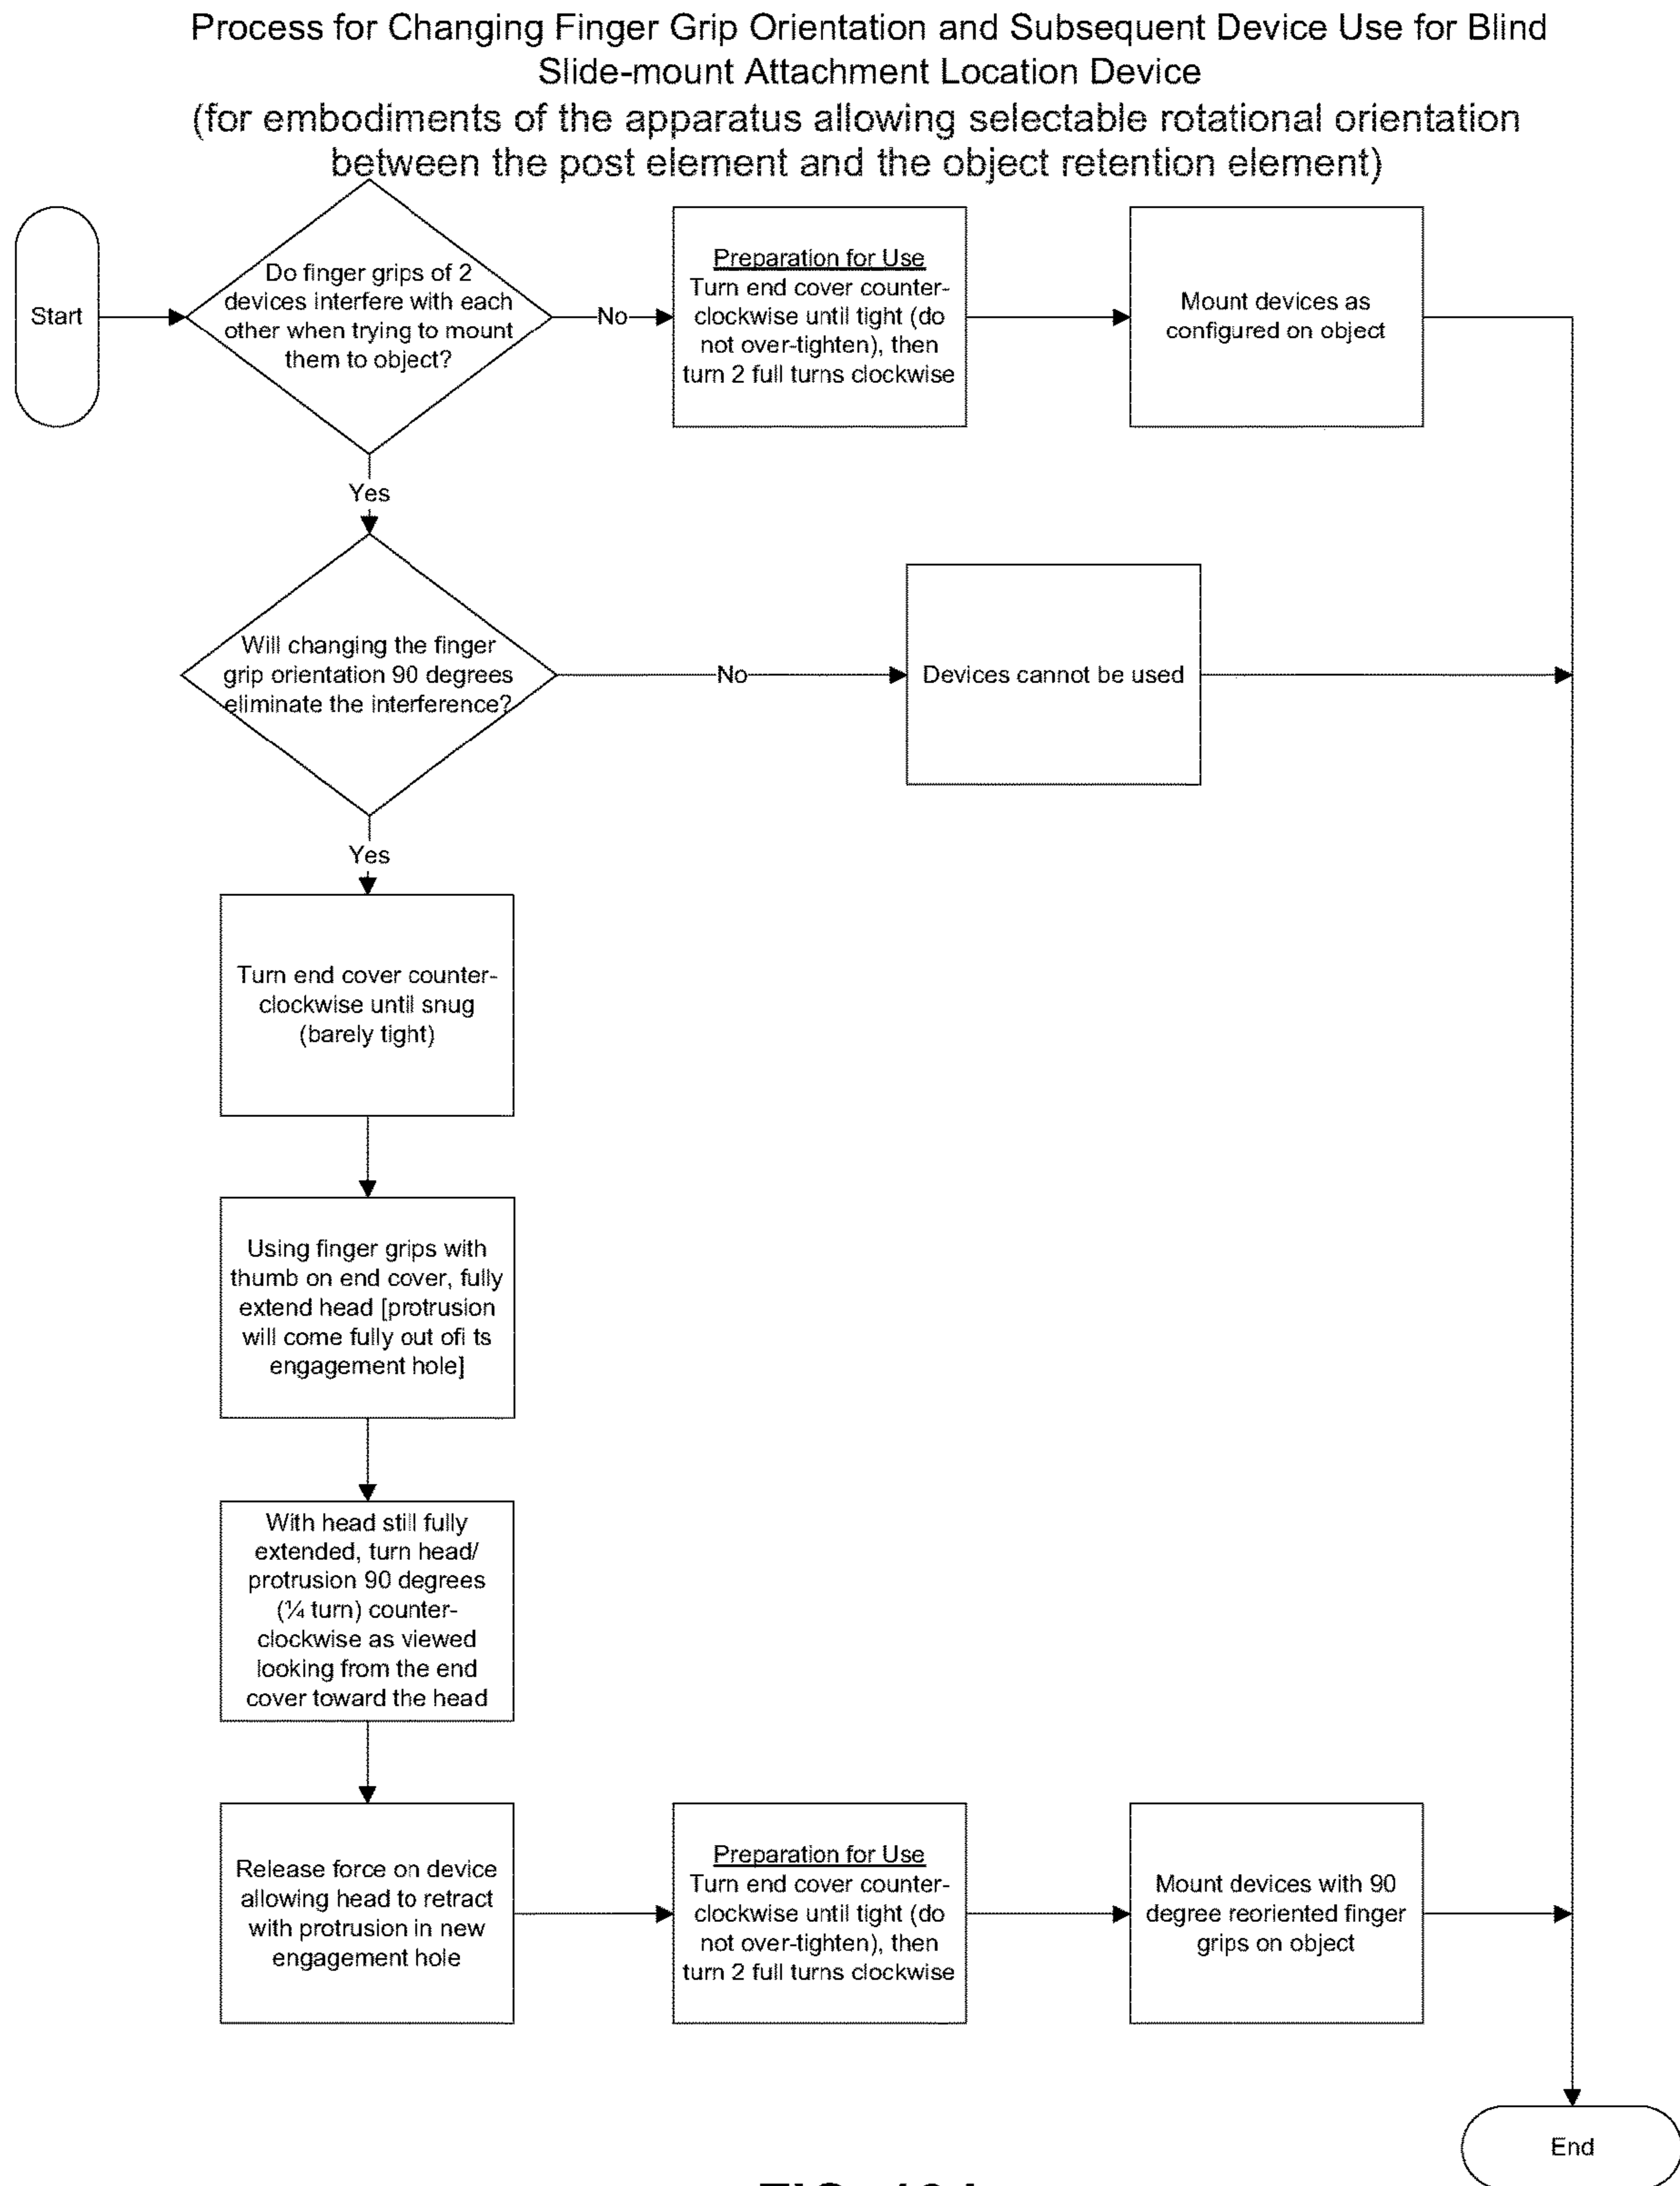 Process for Changing Finger Grip Orientation and Subsequent Device Use for Blind
Slide-mount Attachment Location Device
(for embodiments of the apparatus allowing selectable rotational orientation
between the post element and the object retention element)
Start
Do finger grips of 2
devices interfere with each
other when trying to mount
them to object?
No
Preparation for Use
Turn end cover counter-
clockwise until tight (do
not over-tighten), then
turn 2 full turns clockwise
Mount devices as
configured on object
Yes
Will changing the finger
grip orientation 90 degrees
eliminate the interference?
No
Devices cannot be used
Yes
Turn end cover counter-
clockwise until snug
(barely tight)
Using finger grips with
thumb on end cover, fully
extend head [protrusion
will come fully out ofi ts
engagement hole]
With head still fully
extended, turn head/
protrusion 90 degrees
(¼ turn) counter-
clockwise as viewed
looking from the end
cover toward the head
Release force on device
allowing head to retract
with protrusion in new
engagement hole
Preparation for Use
Turn end cover counter-
clockwise until tight (do
not over-tighten), then
turn 2 full turns clockwise
Mount devices with 90
degree reoriented finger
grips on object
End